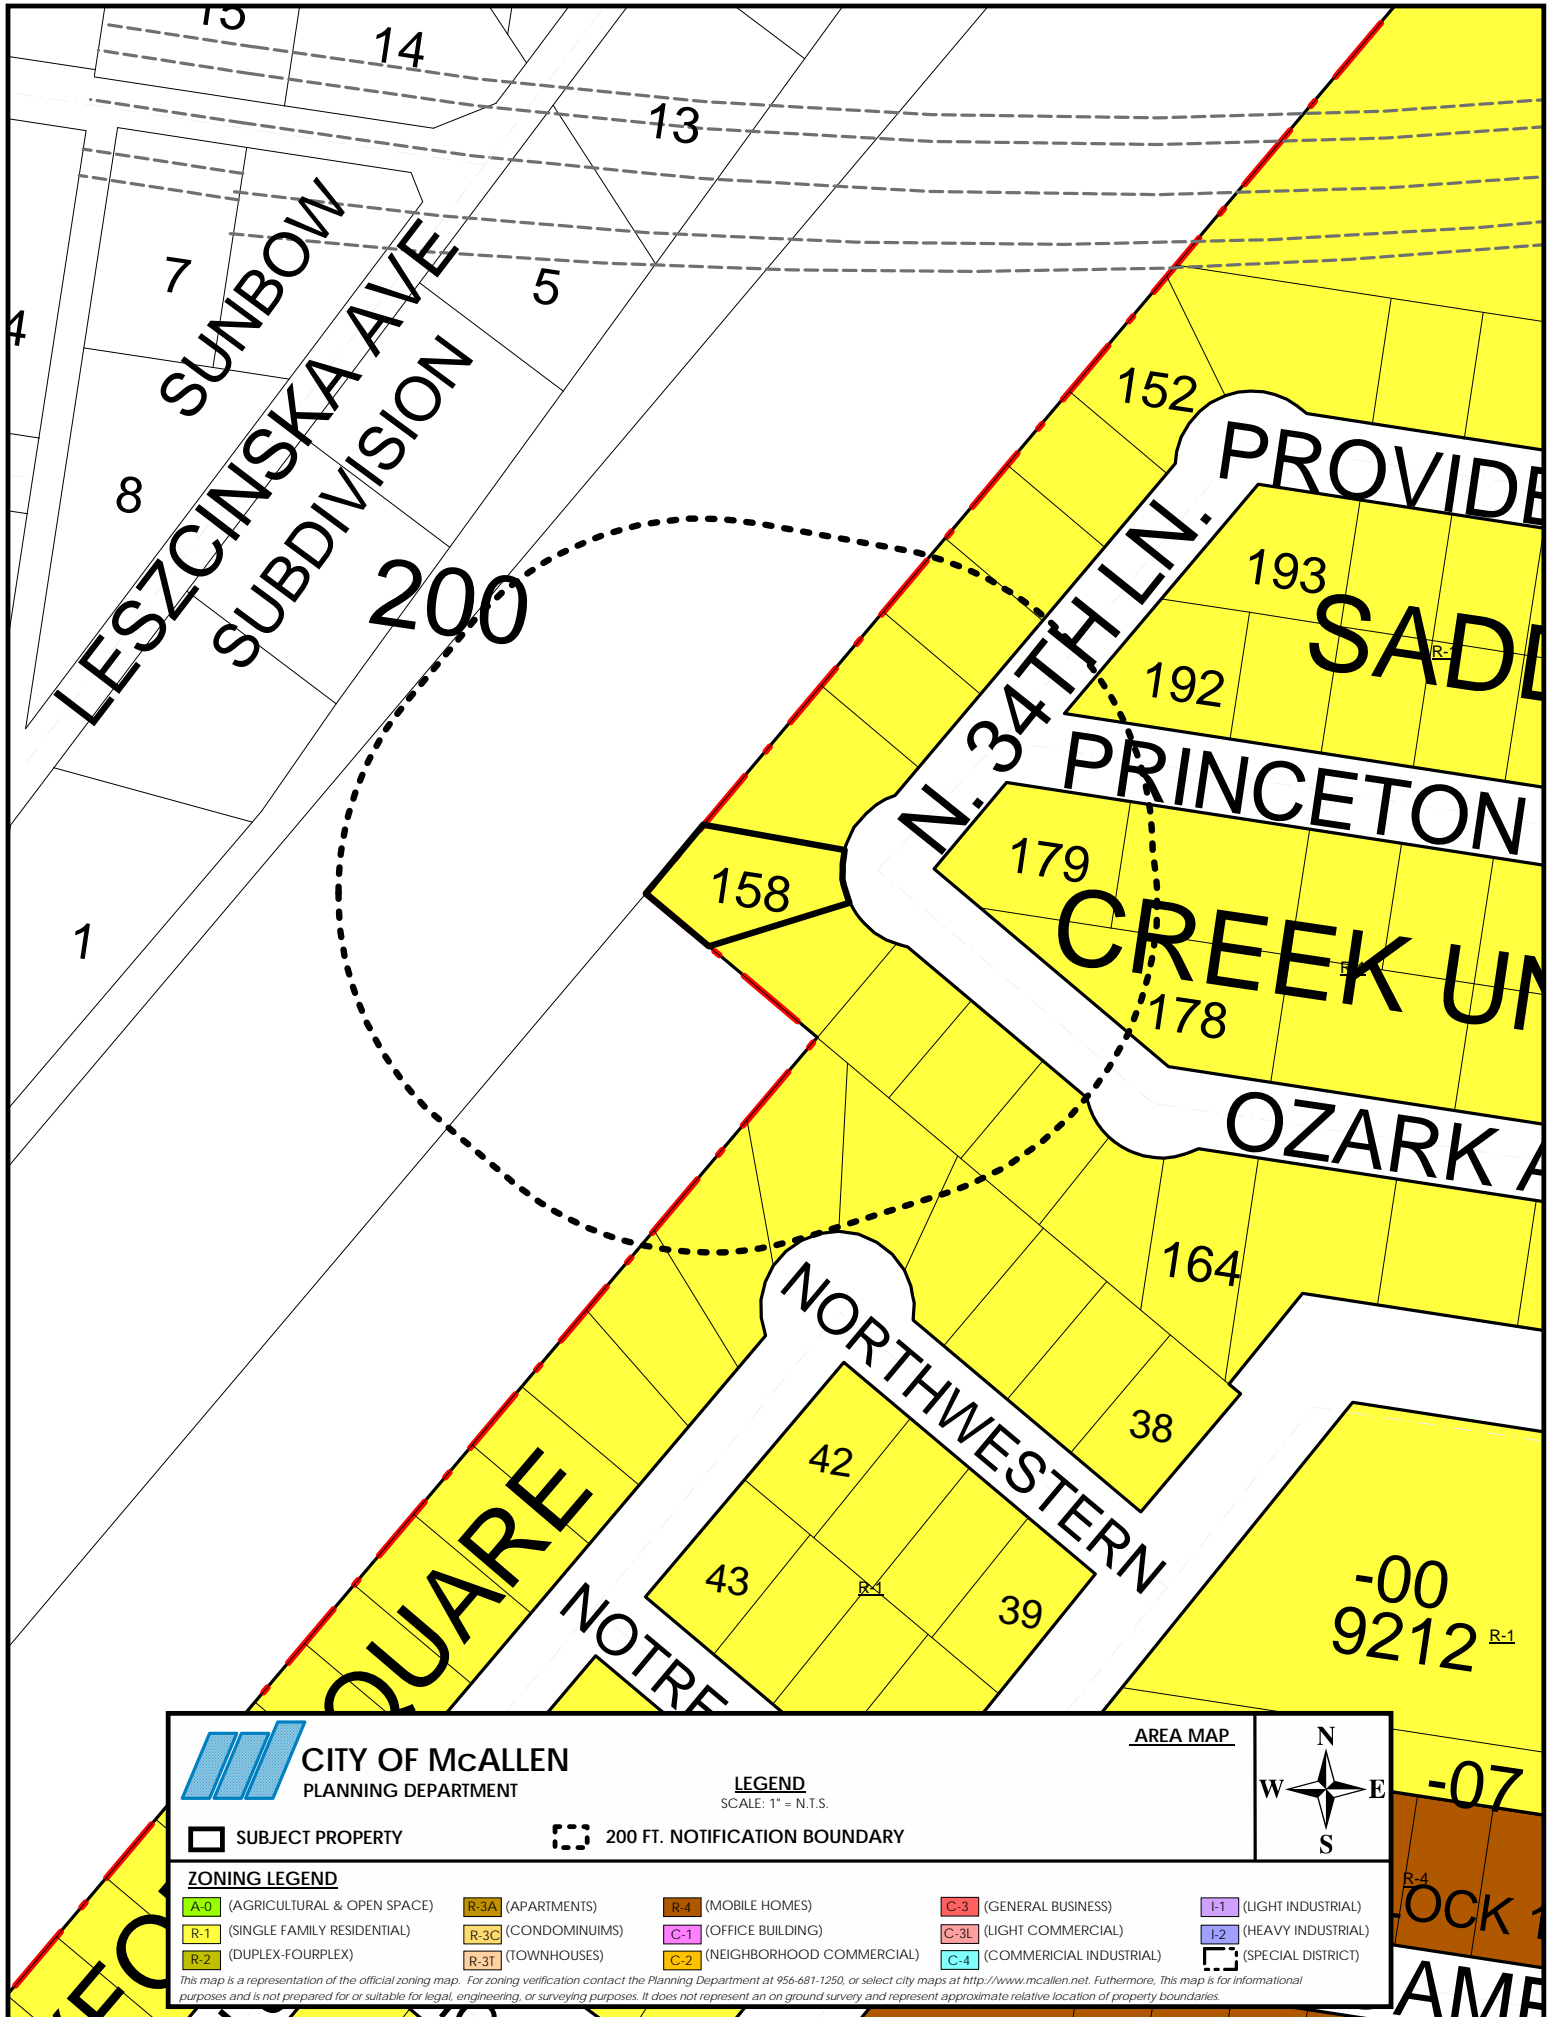 15
14
13
7
SUNBOW
4
LESZCINSKA AVE
5
SUBDIVISION
8
200
1
152
PROVIDE
N. 34TH LN.
193
SADD
R-1
192
PRINCETON
158
179
CREEK UN
178
OZARK A
164
NORTHWESTERN
38
42
43
R-1
39
QUARE
NOTRE
-00
9212
R-1
-07
R-4
OCK 1
AME
CITY OF McALLEN
PLANNING DEPARTMENT
AREA MAP
LEGEND
SCALE: 1" = N.T.S.
SUBJECT PROPERTY
200 FT. NOTIFICATION BOUNDARY
N
W E
S
ZONING LEGEND
A-0 (AGRICULTURAL & OPEN SPACE)
R-1 (SINGLE FAMILY RESIDENTIAL)
R-2 (DUPLEX-FOURPLEX)
R-3A (APARTMENTS)
R-3C (CONDOMINUIMS)
R-3T (TOWNHOUSES)
R-4 (MOBILE HOMES)
C-1 (OFFICE BUILDING)
C-2 (NEIGHBORHOOD COMMERCIAL)
C-3 (GENERAL BUSINESS)
C-3L (LIGHT COMMERCIAL)
C-4 (COMMERICIAL INDUSTRIAL)
I-1 (LIGHT INDUSTRIAL)
I-2 (HEAVY INDUSTRIAL)
(SPECIAL DISTRICT)
This map is a representation of the official zoning map. For zoning verification contact the Planning Department at 956-681-1250, or select city maps at http://www.mcallen.net. Futhermore, This map is for informational
purposes and is not prepared for or suitable for legal, engineering, or surveying purposes. It does not represent an on ground survey and represent approximate relative location of property boundaries.